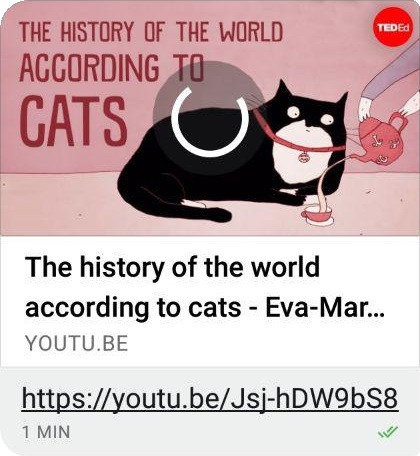 THE HISTORY OF THE WORLD
TEDEd
ACCORDING TO
CATS
The history of the world
according to cats - Eva-Mar...
YOUTU.BE
https://youtu.be/Jsj-hDW9bS8
1 MIN